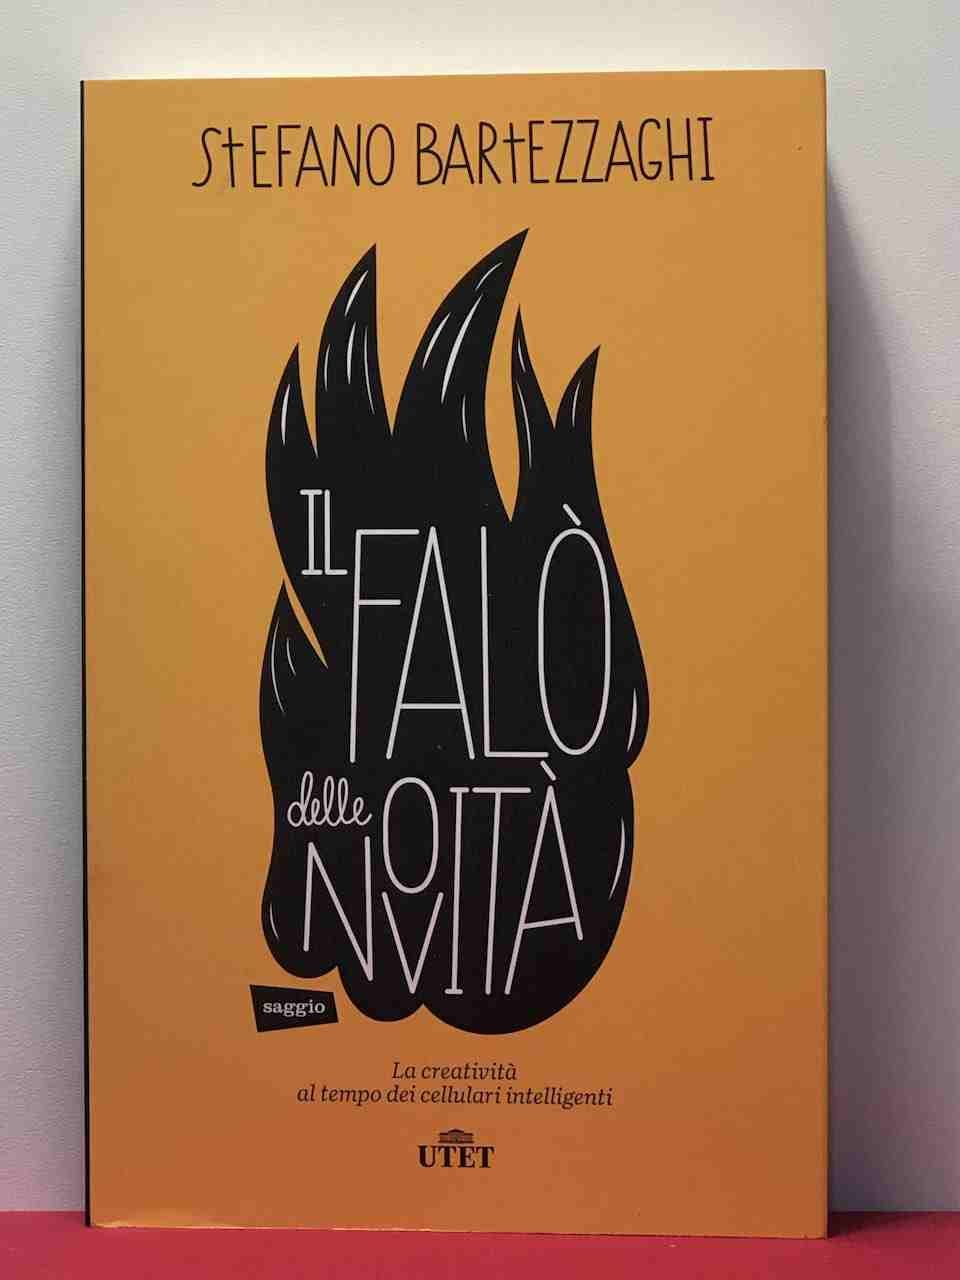 STEFANO BARTEZZAGHI
IL
FALÒ
delle
NOVITÀ
saggio
La creatività
al tempo dei cellulari intelligenti
UTET